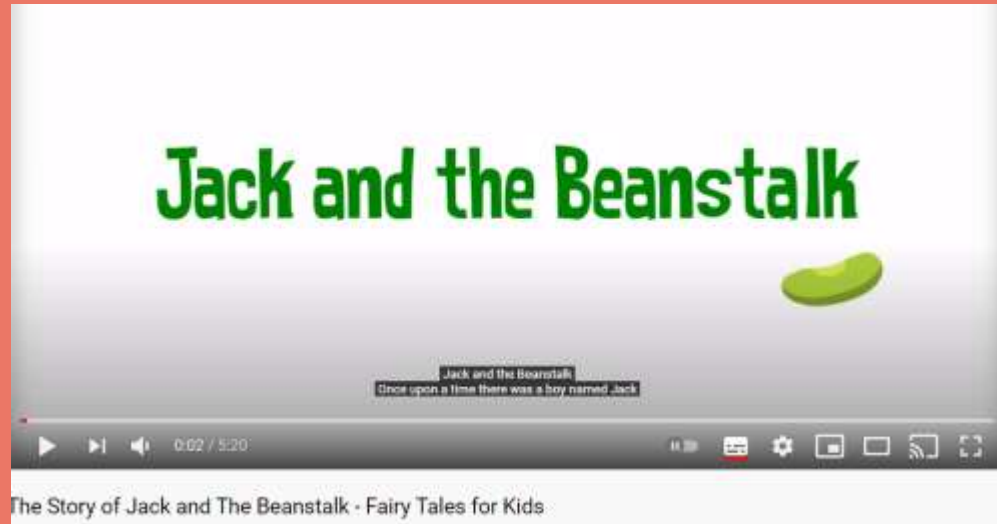 Jack and the Beanstalk
Jack and the Beanstalk
Once upon a time there was a boy named Jack
0:02 / 5:20
The Story of Jack and The Beanstalk - Fairy Tales for Kids